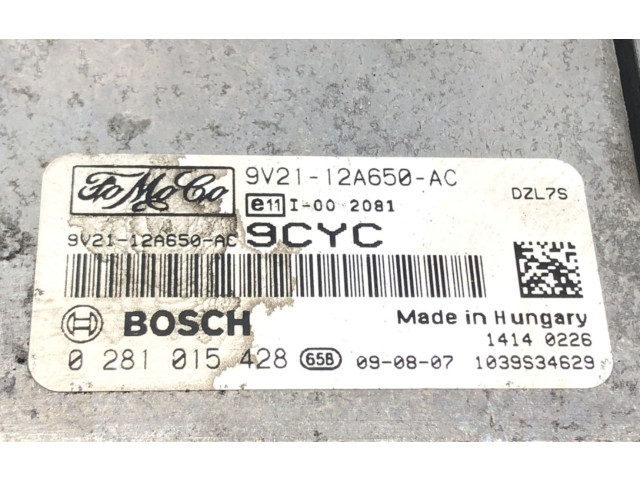 FoMoCo
9V21-12A650-AC
DZL7S
e11 I-00 2081
9V21-12A650-AC 9CYC
BOSCH
Made in Hungary
1414 0226
0 281 015 428 65B 09-08-07 1039S34629